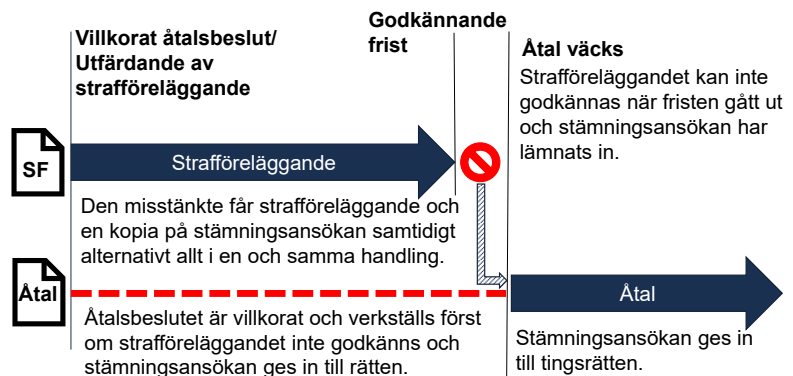 Villkorat åtalsbeslut/
Utfärdande av
strafföreläggande
Godkännande
frist
Åtal väcks
Strafföreläggandet kan inte
godkännas när fristen gått ut
och stämningsansökan har
lämnats in.
SF
Strafföreläggande
Den misstänkte får strafföreläggande och
en kopia på stämningsansökan samtidigt
alternativt allt i en och samma handling.
Åtal
Åtal
Åtalsbeslutet är villkorat och verkställs först
om strafföreläggandet inte godkänns och
stämningsansökan ges in till rätten.
Stämningsansökan ges in
till tingsrätten.